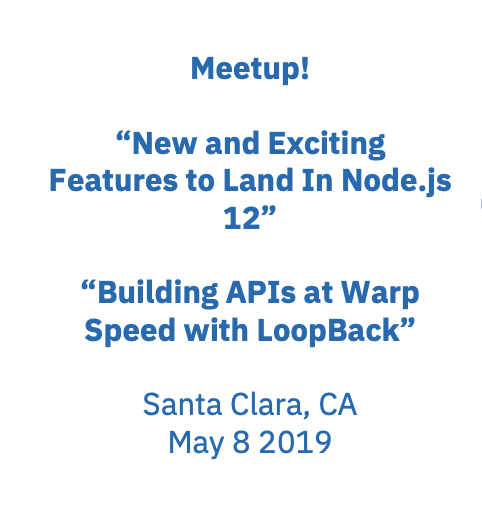 Meetup!
“New and Exciting
Features to Land In Node.js
12”
“Building APIs at Warp
Speed with LoopBack”
Santa Clara, CA
May 8 2019